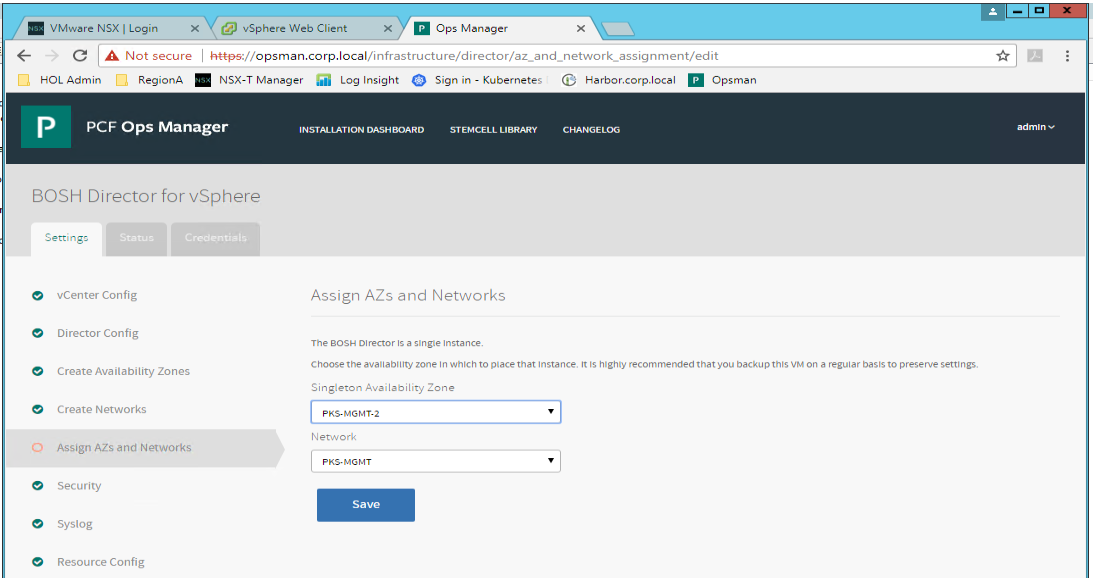 NSX VMware NSX | Login
vSphere Web Client
P Ops Manager
Not secure | https://opsman.corp.local/infrastructure/director/az_and_network_assignment/edit
HOL Admin
RegionA
NSX NSX-T Manager
Log Insight
Sign in - Kubernetes
Harbor.corp.local
P Opsman
P PCF Ops Manager
INSTALLATION DASHBOARD
STEMCELL LIBRARY
CHANGELOG
admin
BOSH Director for vSphere
Settings
Status
Credentials
vCenter Config
Director Config
Create Availability Zones
Create Networks
Assign AZs and Networks
Security
Syslog
Resource Config
Assign AZs and Networks
The BOSH Director is a single instance.
Choose the availability zone in which to place that instance. It is highly recommended that you backup this VM on a regular basis to preserve settings.
Singleton Availability Zone
PKS-MGMT-2
Network
PKS-MGMT
Save